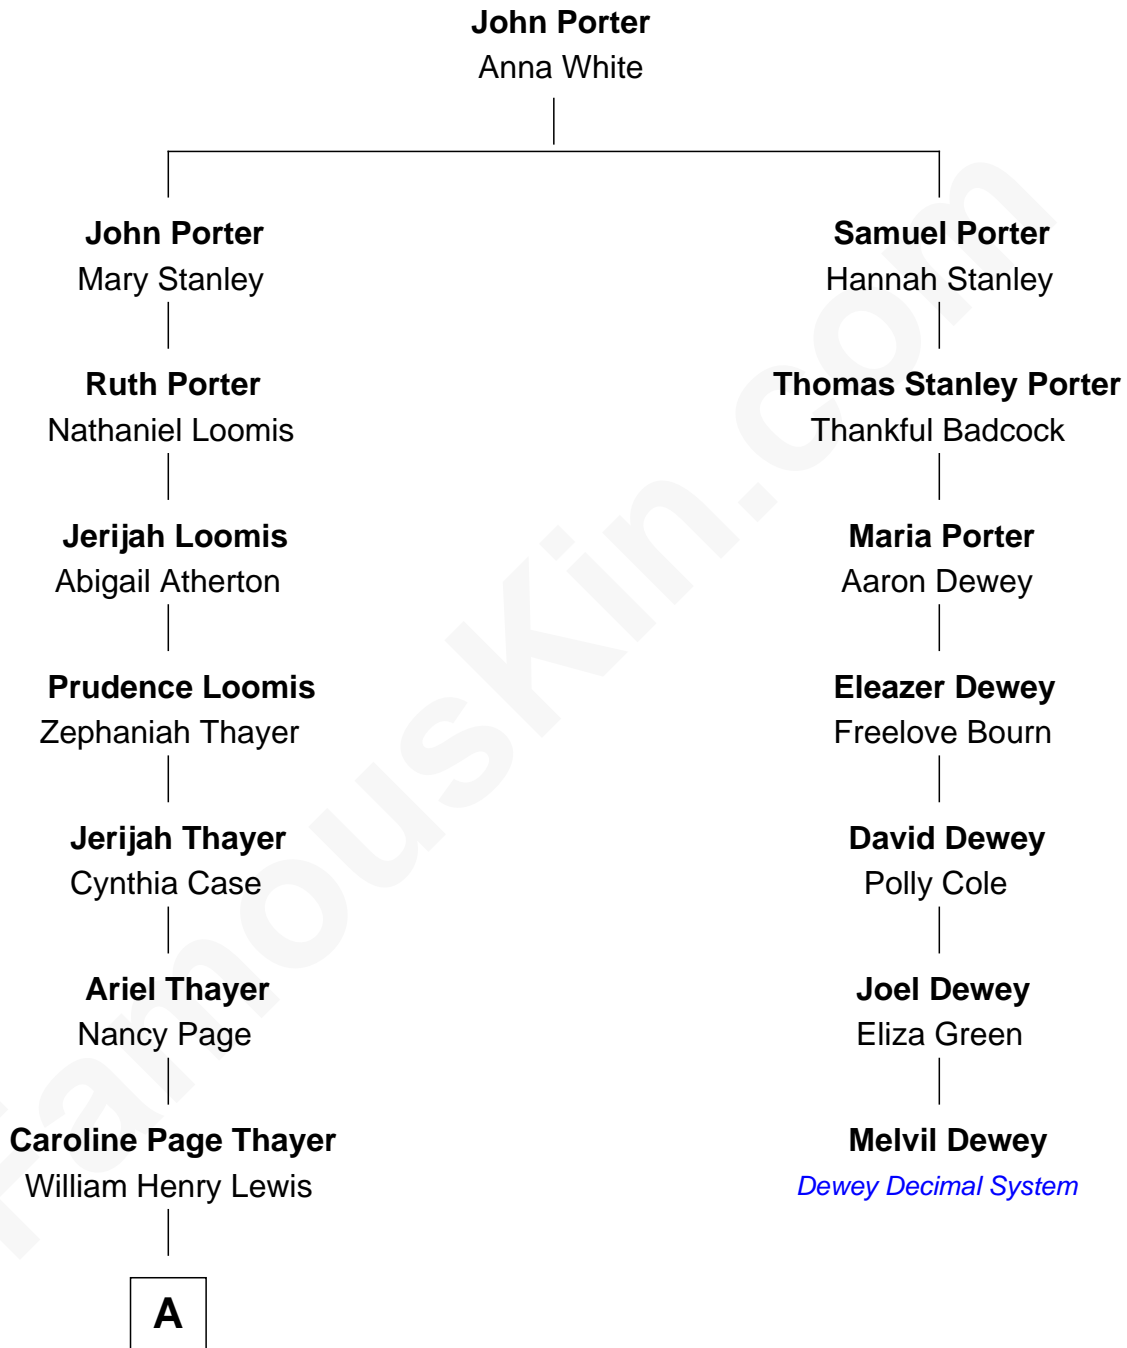 John Porter
Anna White
John Porter
Mary Stanley
Samuel Porter
Hannah Stanley
Ruth Porter
Nathaniel Loomis
Thomas Stanley Porter
Thankful Badcock
Jerijah Loomis
Abigail Atherton
Maria Porter
Aaron Dewey
Prudence Loomis
Zephaniah Thayer
Eleazer Dewey
Freelove Bourn
Jerijah Thayer
Cynthia Case
David Dewey
Polly Cole
Ariel Thayer
Nancy Page
Joel Dewey
Eliza Green
Caroline Page Thayer
William Henry Lewis
Melvil Dewey
Dewey Decimal System
A
FamousKin.com